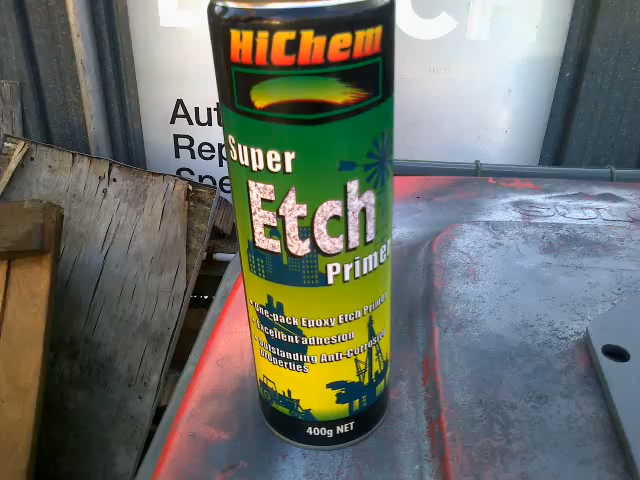 HiChem
Super
Etch
Primer
One-pack Epoxy Etch Primer
Excellent adhesion
Outstanding Anti-Corrosive
properties
400g NET
Aut
Rep
Spe